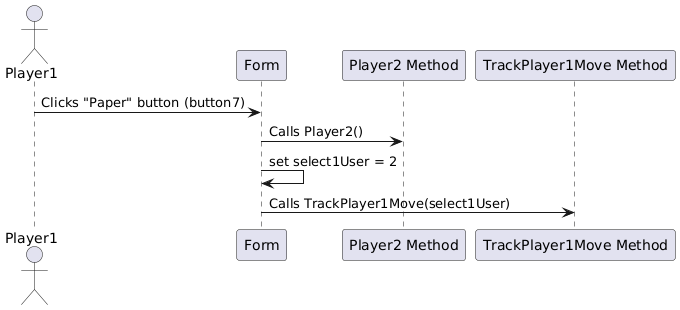 Player1
Form
Player2 Method
TrackPlayer1Move Method
Clicks "Paper" button (button7)
Calls Player2()
set select1User = 2
Calls TrackPlayer1Move(select1User)
Player1
Form
Player2 Method
TrackPlayer1Move Method